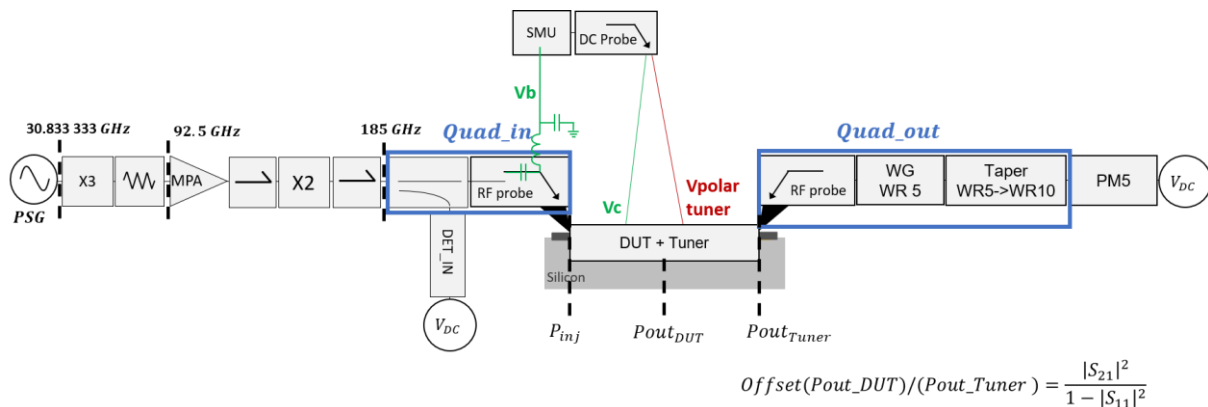 SMU
DC Probe
Vb
30.833 333 GHz
92.5 GHz
185 GHz
Quad_in
Quad_out
X3
MPA
X2
RF probe
RF probe
WG
WR 5
Taper
WR5->WR10
PM5
V_DC
PSG
Vc
Vpolar
tuner
DET_IN
DUT + Tuner
Silicon
V_DC
P_inj
Pout_DUT
Pout_Tuner
Offset(Pout_DUT)/(Pout_Tuner) = |S_21|^2 / 1 − |S_11|^2